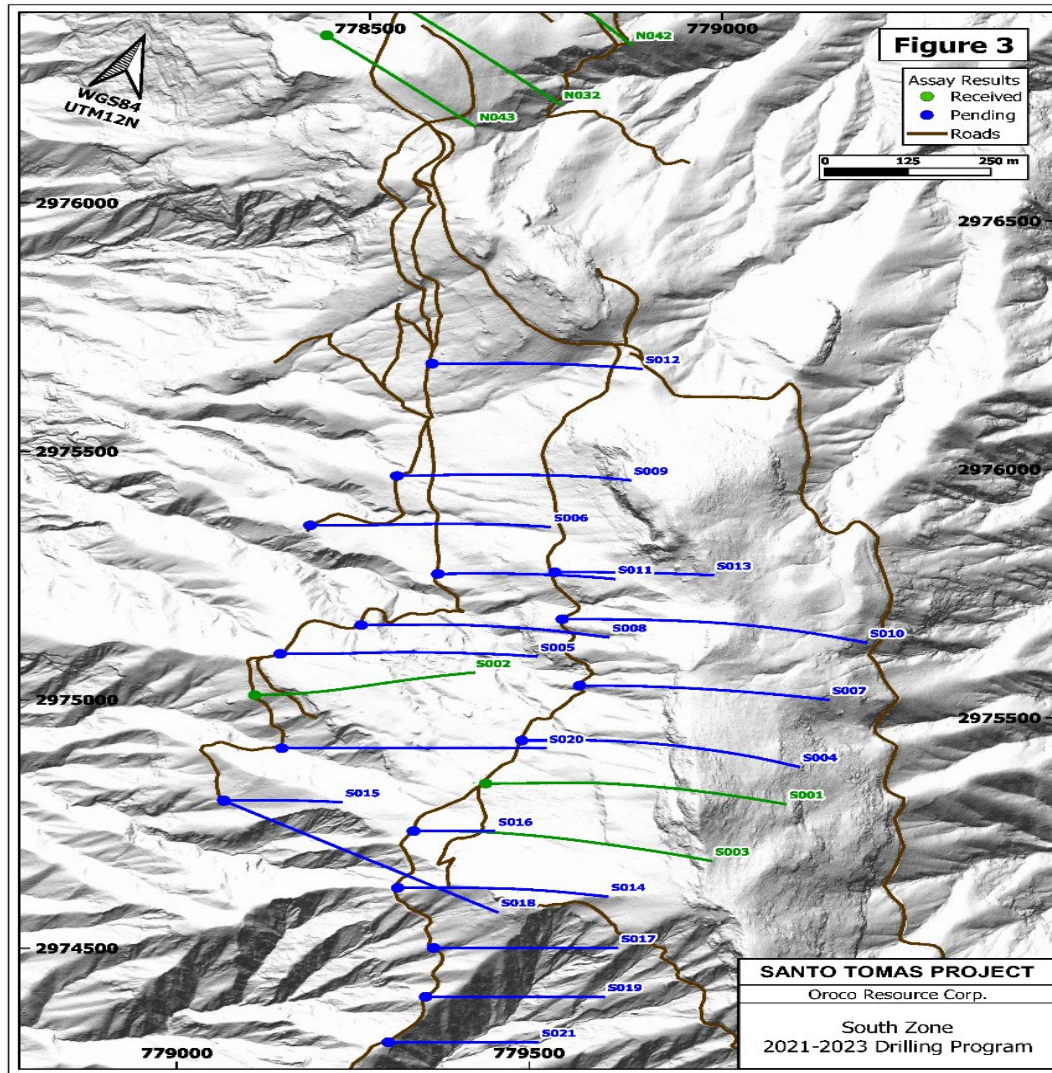 778500
779000
N042
Figure 3
WGS84
UTM12N
Assay Results
Received
Pending
Roads
N032
N043
0 125 250 m
2976000
2976500
S012
2975500
2976000
S009
S006
S011
S013
S008
S010
S005
S002
2975000
S007
2975500
S020
S004
S015
S001
S016
S003
S014
S018
2974500
S017
S019
S021
779000
779500
SANTO TOMAS PROJECT
Oroco Resource Corp.
South Zone
2021-2023 Drilling Program